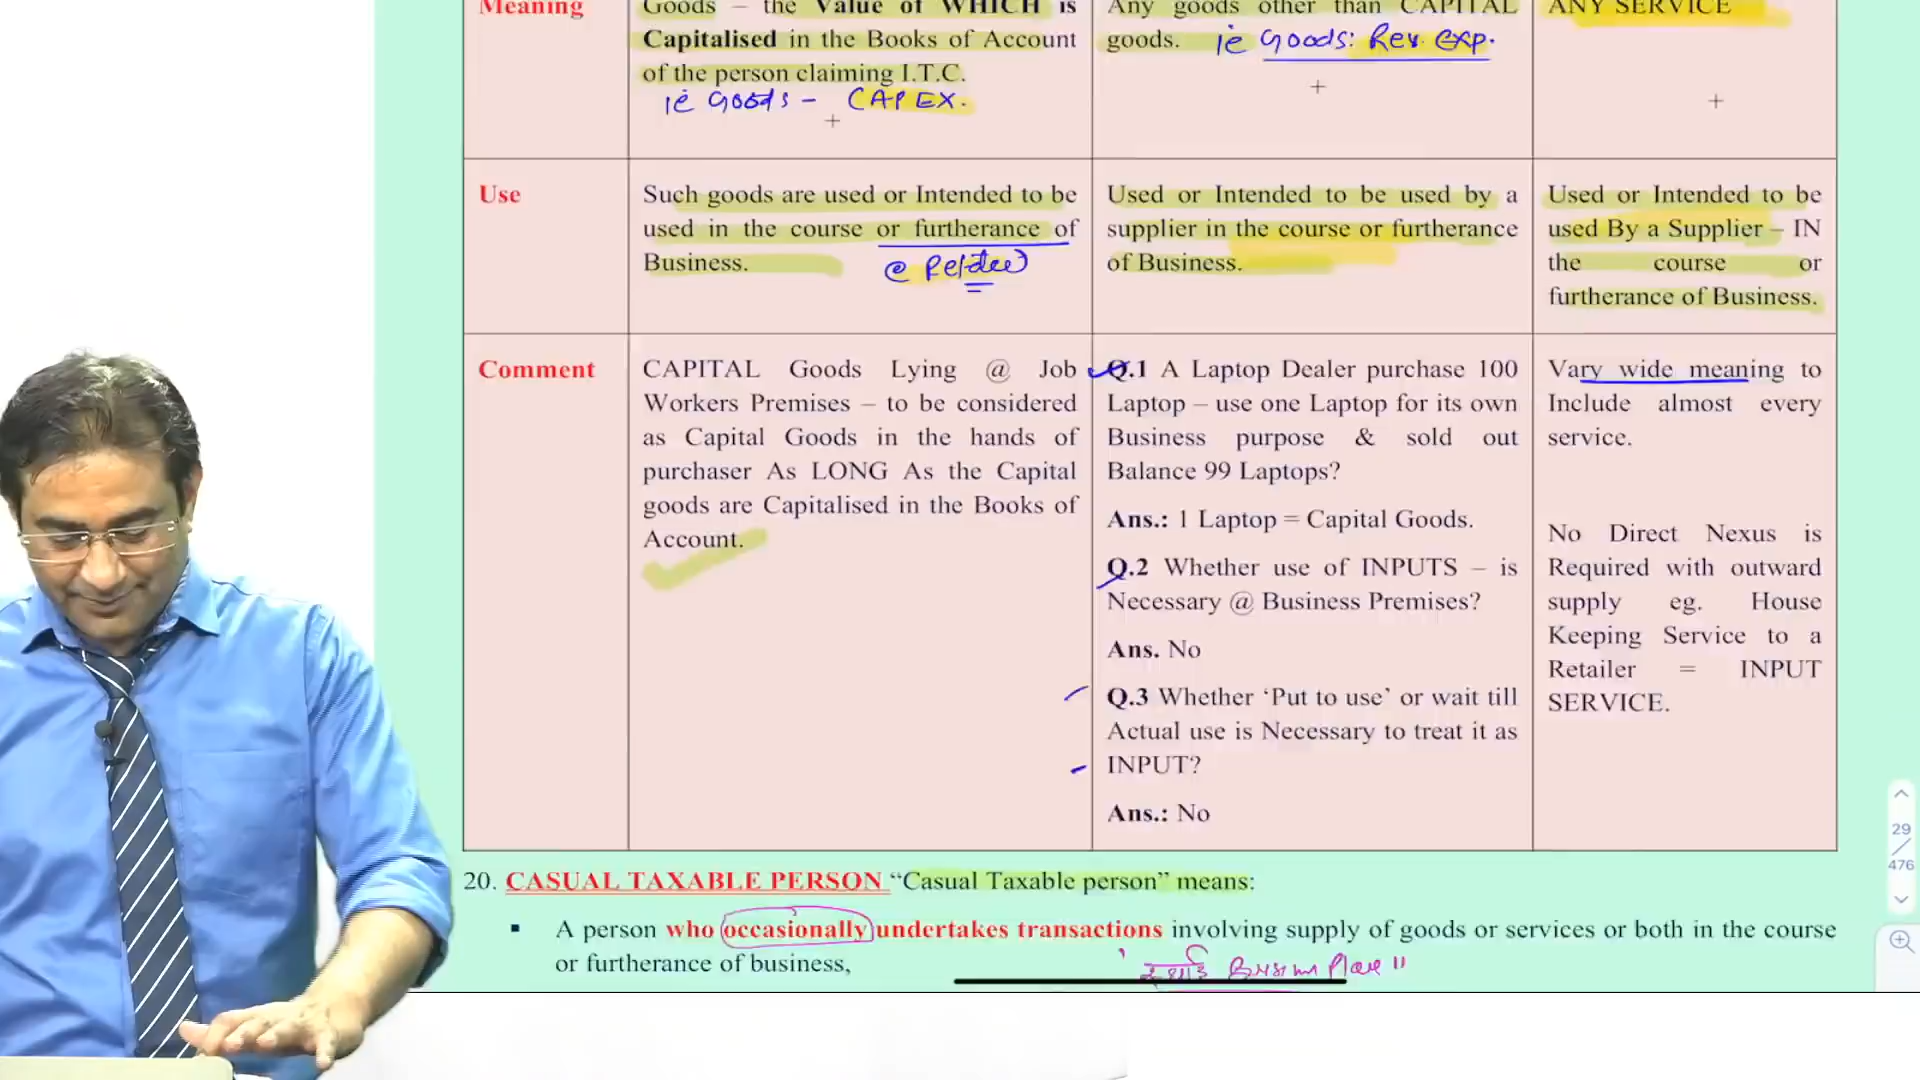 Meaning
Goods – the Value of WHICH is
Capitalised in the Books of Account
of the person claiming I.T.C.
ie Goods - CAPEX.
+
Any goods other than CAPITAL
goods. ie Goods: Rev. Exp.
+
ANY SERVICE
+
Use
Such goods are used or Intended to be
used in the course or furtherance of
Business. @ Related
Used or Intended to be used by a
supplier in the course or furtherance
of Business.
Used or Intended to be
used By a Supplier – IN
the course or
furtherance of Business.
Comment
CAPITAL Goods Lying @ Job
Workers Premises – to be considered
as Capital Goods in the hands of
purchaser As LONG As the Capital
goods are Capitalised in the Books of
Account.
Q.1 A Laptop Dealer purchase 100
Laptop – use one Laptop for its own
Business purpose & sold out
Balance 99 Laptops?
Ans.: 1 Laptop = Capital Goods.
Q.2 Whether use of INPUTS – is
Necessary @ Business Premises?
Ans. No
Q.3 Whether ‘Put to use’ or wait till
Actual use is Necessary to treat it as
INPUT?
Ans.: No
Vary wide meaning to
Include almost every
service.
No Direct Nexus is
Required with outward
supply eg. House
Keeping Service to a
Retailer = INPUT
SERVICE.
20. CASUAL TAXABLE PERSON “Casual Taxable person” means:
▪ A person who occasionally undertakes transactions involving supply of goods or services or both in the course
or furtherance of business,
Business Place "
29
476